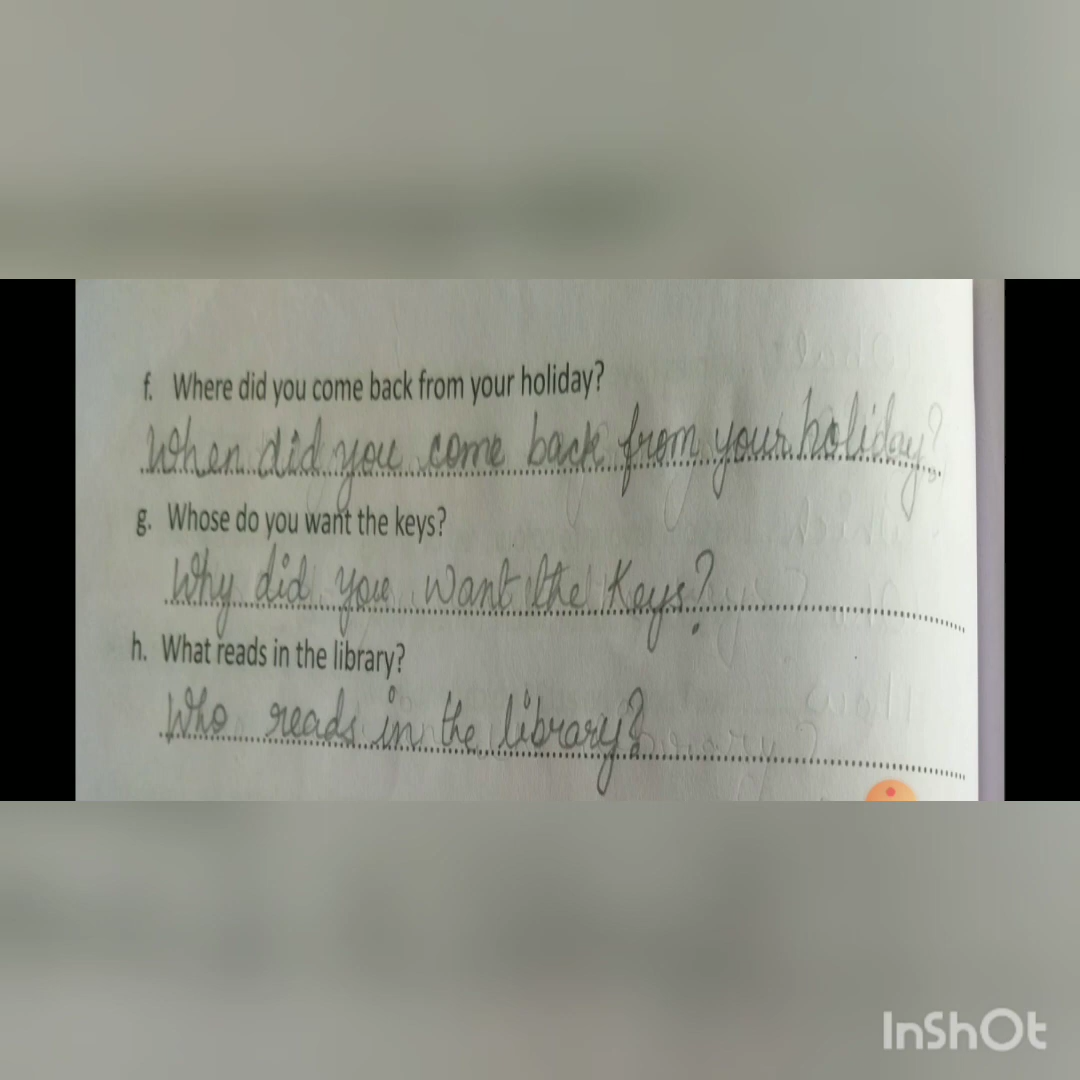 f. Where did you come back from your holiday?
When did you come back from your holiday?
g. Whose do you want the keys?
Why did you want the Keys?
h. What reads in the library?
Who reads in the library?
InShOt